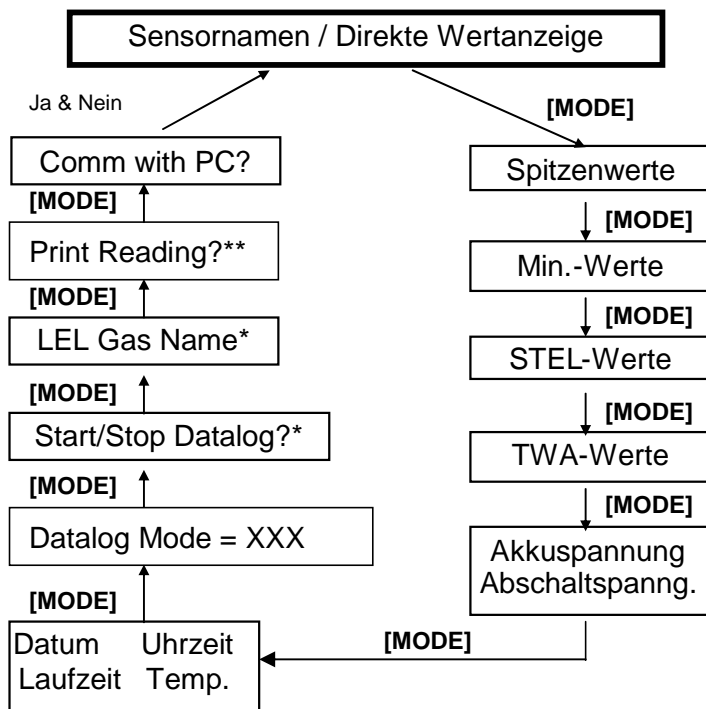 Sensornamen / Direkte Wertanzeige
Ja & Nein
[MODE]
Comm with PC?
Spitzenwerte
[MODE]
[MODE]
Print Reading?**
Min.-Werte
[MODE]
[MODE]
LEL Gas Name*
STEL-Werte
[MODE]
[MODE]
Start/Stop Datalog?*
TWA-Werte
[MODE]
[MODE]
Datalog Mode = XXX
Akkuspannung
Abschaltspanng.
[MODE]
[MODE]
Datum Uhrzeit
Laufzeit Temp.